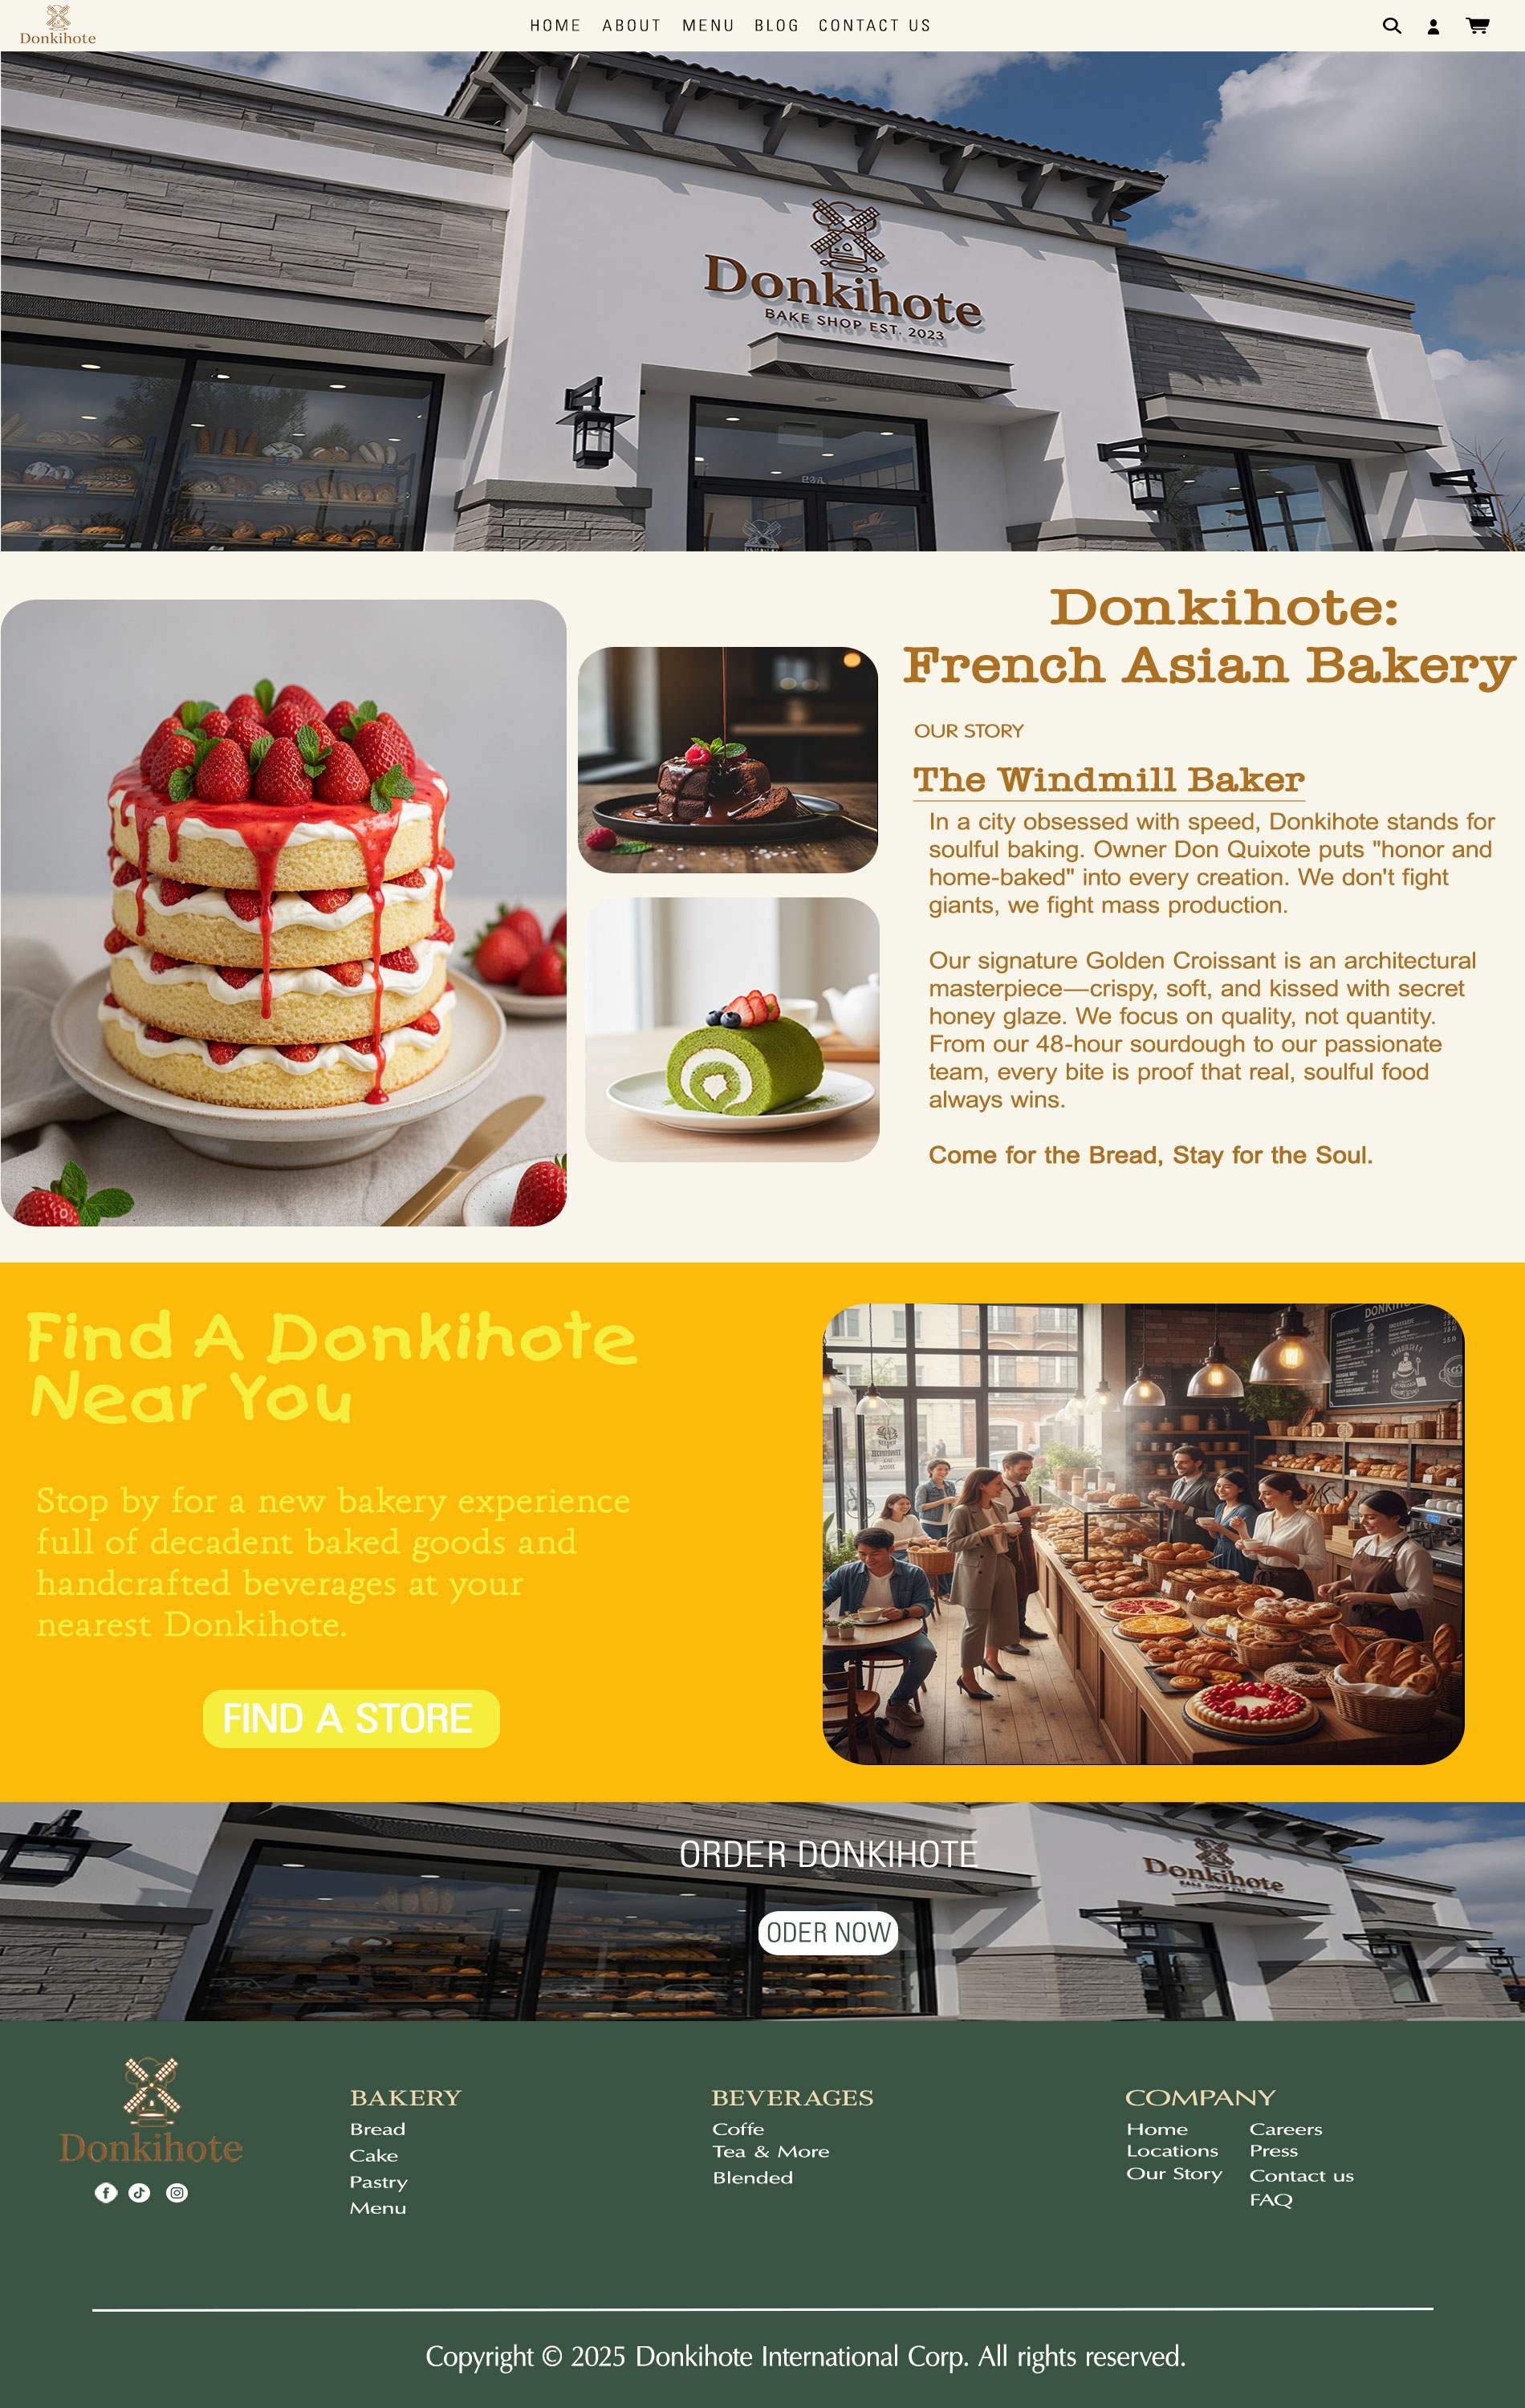 Donkihote
HOME ABOUT MENU BLOG CONTACT US
Donkihote
BAKE SHOP EST. 2023
Donkihote:
French Asian Bakery
OUR STORY
The Windmill Baker
In a city obsessed with speed, Donkihote stands for
soulful baking. Owner Don Quixote puts "honor and
home-baked" into every creation. We don't fight
giants, we fight mass production.
Our signature Golden Croissant is an architectural
masterpiece—crispy, soft, and kissed with secret
honey glaze. We focus on quality, not quantity.
From our 48-hour sourdough to our passionate
team, every bite is proof that real, soulful food
always wins.
Come for the Bread, Stay for the Soul.
Find A Donkihote
Near You
Stop by for a new bakery experience
full of decadent baked goods and
handcrafted beverages at your
nearest Donkihote.
FIND A STORE
ORDER DONKIHOTE
Donkihote
ODER NOW
Donkihote
BAKERY
Bread
Cake
Pastry
Menu
BEVERAGES
Coffe
Tea & More
Blended
COMPANY
Home
Locations
Our Story
Careers
Press
Contact us
FAQ
Copyright © 2025 Donkihote International Corp. All rights reserved.